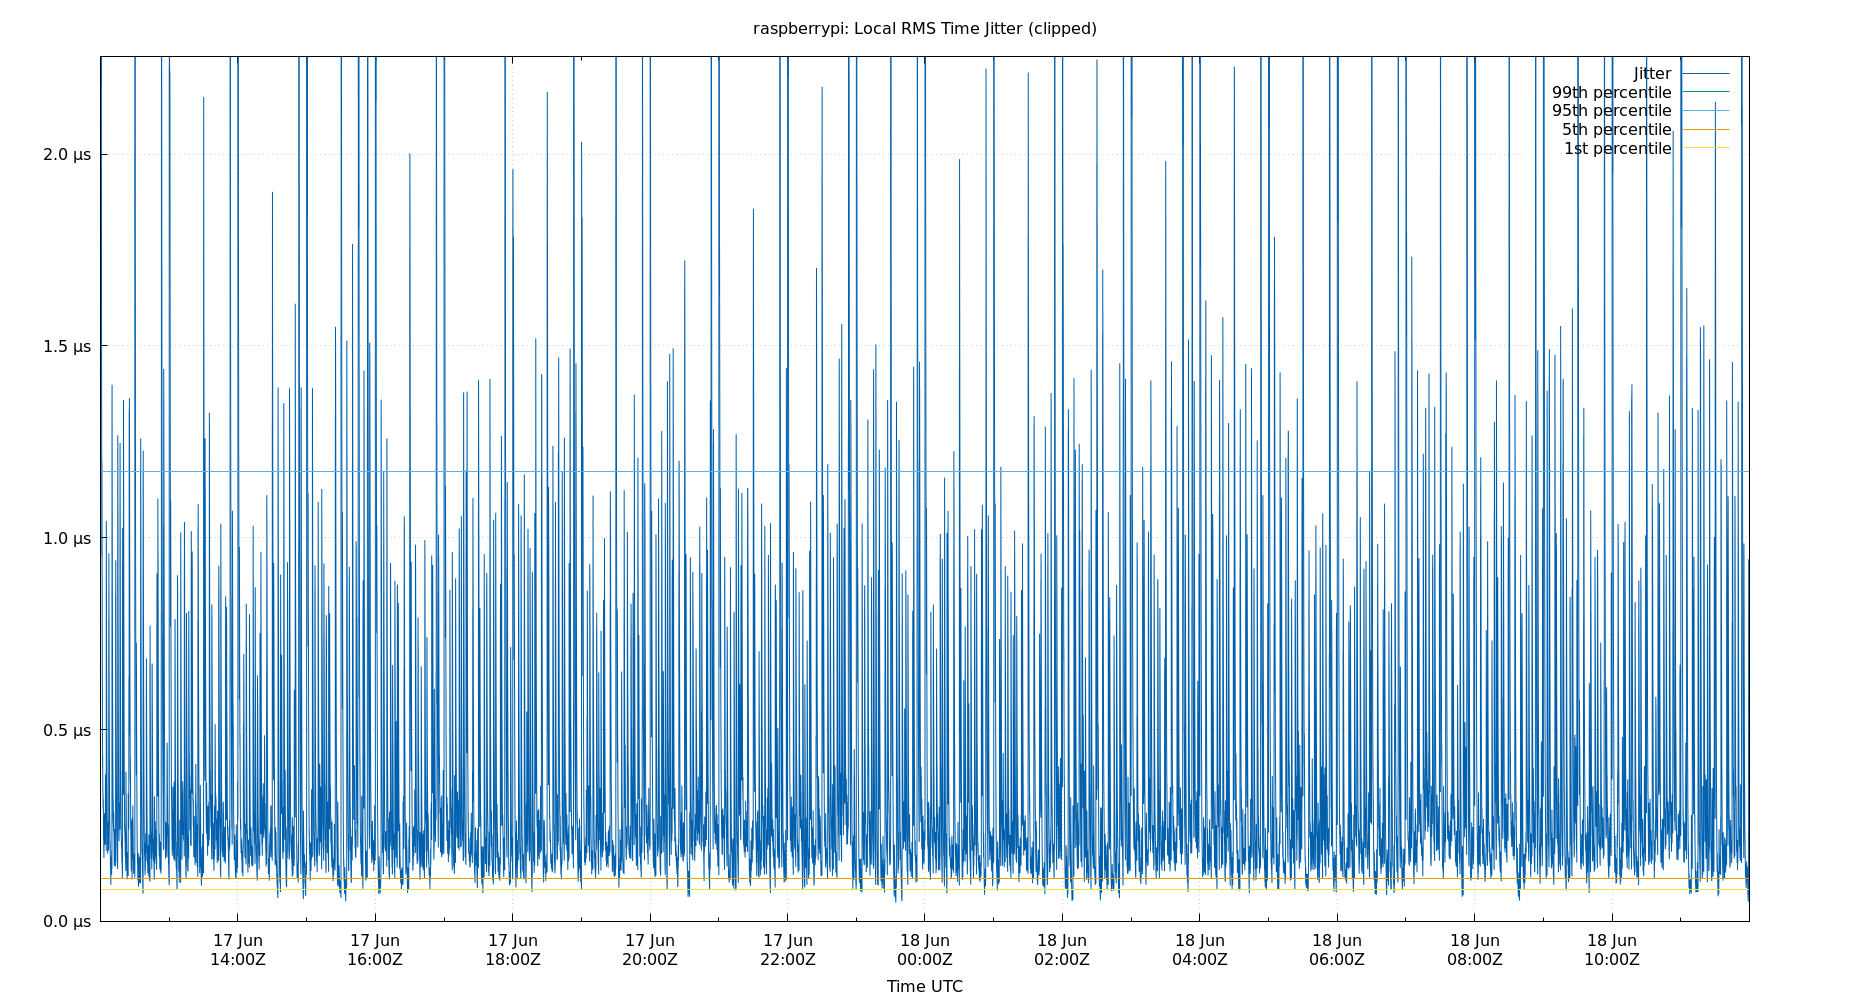 raspberrypi: Local RMS Time Jitter (clipped)
Jitter
99th percentile
95th percentile
5th percentile
1st percentile
2.0 µs
1.5 µs
1.0 µs
0.5 µs
0.0 µs
17 Jun 17 Jun 17 Jun 17 Jun 17 Jun 18 Jun 18 Jun 18 Jun 18 Jun 18 Jun 18 Jun
14:00Z 16:00Z 18:00Z 20:00Z 22:00Z 00:00Z 02:00Z 04:00Z 06:00Z 08:00Z 10:00Z
Time UTC